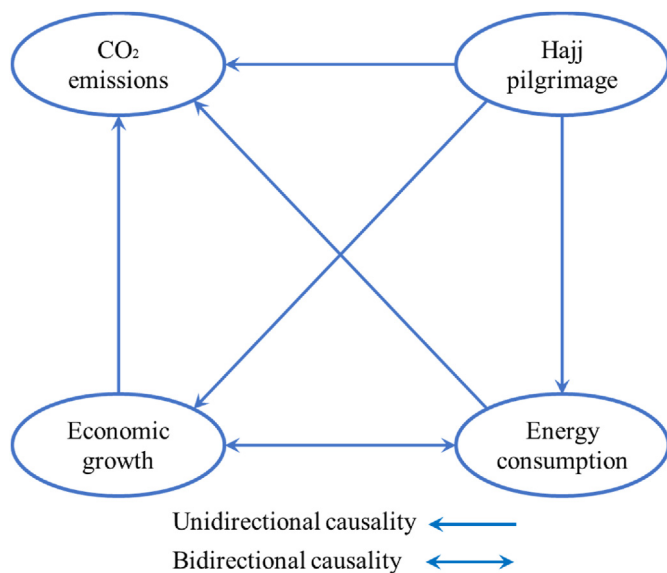 CO₂
emissions
Hajj
pilgrimage
Economic
growth
Energy
consumption
Unidirectional causality
Bidirectional causality